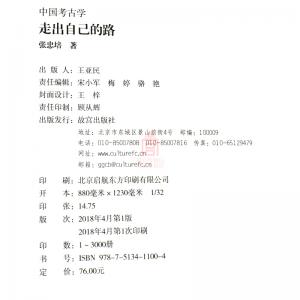 中国考古学
走出自己的路
张忠培 著
出 版 人：王亚民
责任编辑：宋小军 梅 婷 骆 艳
封面设计：王 梓
责任印制：顾从辉
出版发行：故宫出版社
地址：北京市东城区景山前街4号 邮编：100009
电话：010-85007808 010-85007816 传真：010-65129479
网址：www.culturefc.cn
邮箱：ggcb@culturefc.cn
印 刷：北京启航东方印刷有限公司
开 本：880毫米×1230毫米 1/32
印 张：14.75
版 次：2018年4月第1版
2018年4月第1次印刷
印 数：1～3000册
书 号：ISBN 978-7-5134-1100-4
定 价：76.00元